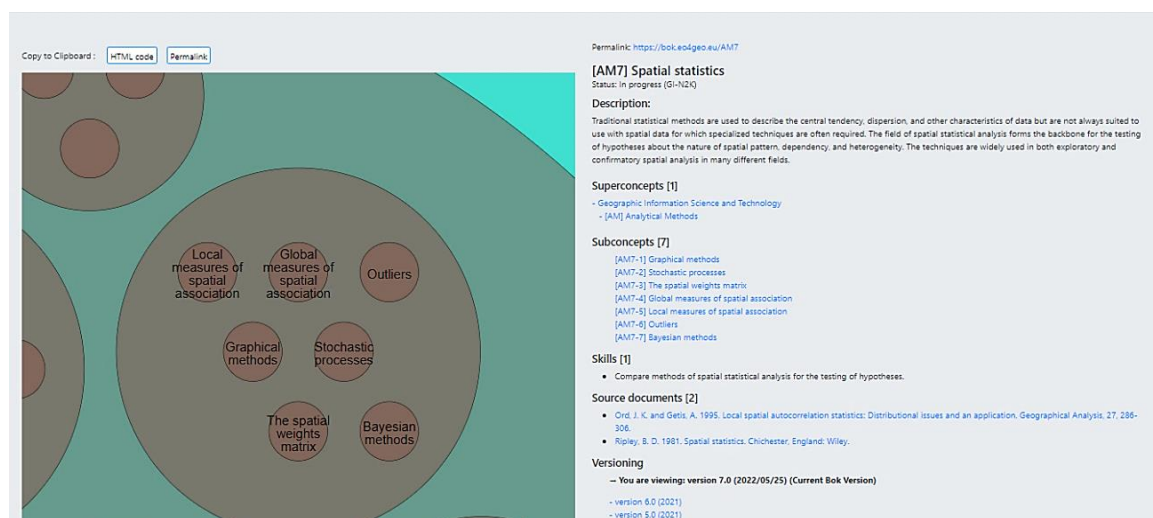 Copy to Clipboard :
HTML code
Permalink
Local
measures of
spatial
association
Global
measures of
spatial
association
Outliers
Graphical
methods
Stochastic
processes
The spatial
weights
matrix
Bayesian
methods
Permalink: https://bok.eo4geo.eu/AM7
[AM7] Spatial statistics
Status: In progress (GI-N2K)
Description:
Traditional statistical methods are used to describe the central tendency, dispersion, and other characteristics of data but are not always suited to
use with spatial data for which specialized techniques are often required. The field of spatial statistical analysis forms the backbone for the testing
of hypotheses about the nature of spatial pattern, dependency, and heterogeneity. The techniques are widely used in both exploratory and
confirmatory spatial analysis in many different fields.
Superconcepts [1]
- Geographic Information Science and Technology
- [AM] Analytical Methods
Subconcepts [7]
[AM7-1] Graphical methods
[AM7-2] Stochastic processes
[AM7-3] The spatial weights matrix
[AM7-4] Global measures of spatial association
[AM7-5] Local measures of spatial association
[AM7-6] Outliers
[AM7-7] Bayesian methods
Skills [1]
• Compare methods of spatial statistical analysis for the testing of hypotheses.
Source documents [2]
• Ord, J. K. and Getis, A. 1995. Local spatial autocorrelation statistics: Distributional issues and an application. Geographical Analysis, 27, 286-
306.
• Ripley, B. D. 1981. Spatial statistics. Chichester, England: Wiley.
Versioning
– You are viewing: version 7.0 (2022/05/25) (Current Bok Version)
- version 6.0 (2021)
- version 5.0 (2021)